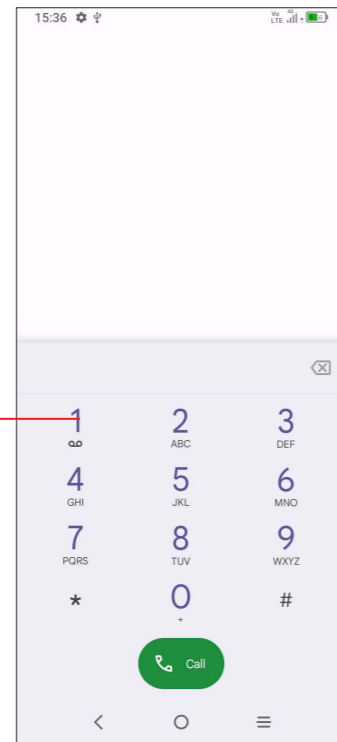 15:36
Vo LTE 4G
1 2 3
ABC DEF
4 5 6
GHI JKL MNO
7 8 9
PQRS TUV WXYZ
* 0 #
+
Call